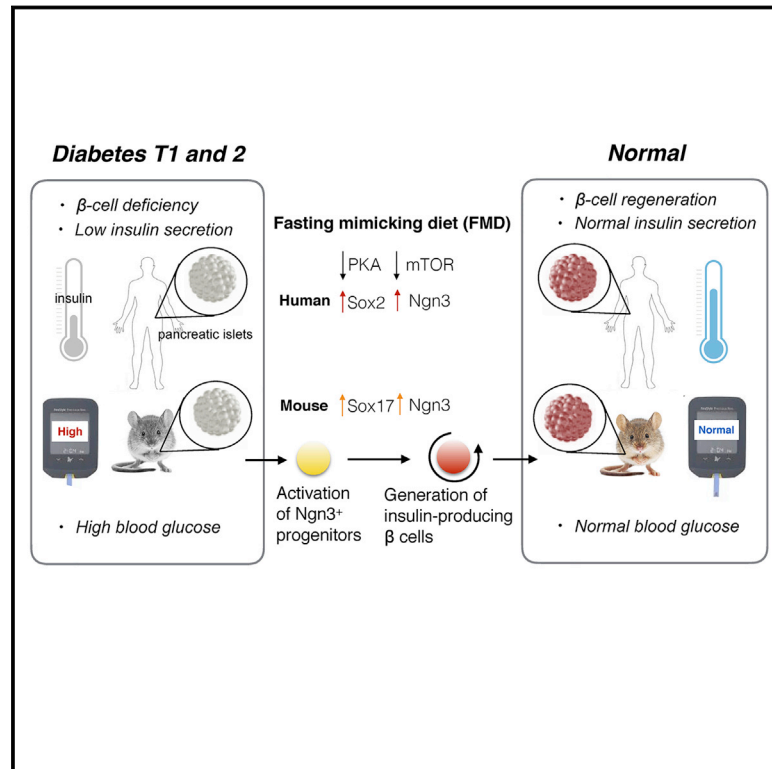 Diabetes T1 and 2
· β-cell deficiency
· Low insulin secretion
insulin
pancreatic islets
High
· High blood glucose
Fasting mimicking diet (FMD)
↓PKA ↓ mTOR
Human ↑Sox2 ↑ Ngn3
Mouse ↑Sox17↑ Ngn3
Activation
of Ngn3⁺
progenitors
Generation of
insulin-producing
β cells
Normal
· β-cell regeneration
· Normal insulin secretion
Normal
· Normal blood glucose